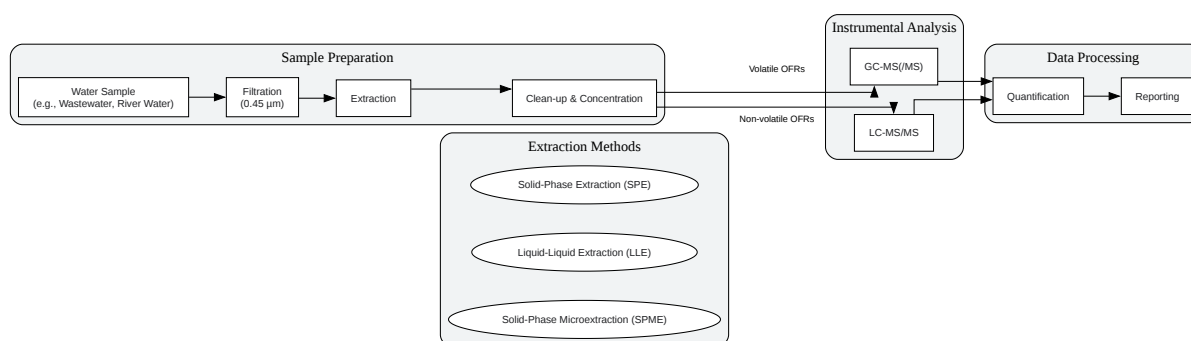 Sample Preparation
Water Sample
(e.g., Wastewater, River Water)
Filtration
(0.45 µm)
Extraction
Clean-up & Concentration
Volatile OFRs
Non-volatile OFRs
Instrumental Analysis
GC-MS(/MS)
LC-MS/MS
Data Processing
Quantification
Reporting
Extraction Methods
Solid-Phase Extraction (SPE)
Liquid-Liquid Extraction (LLE)
Solid-Phase Microextraction (SPME)